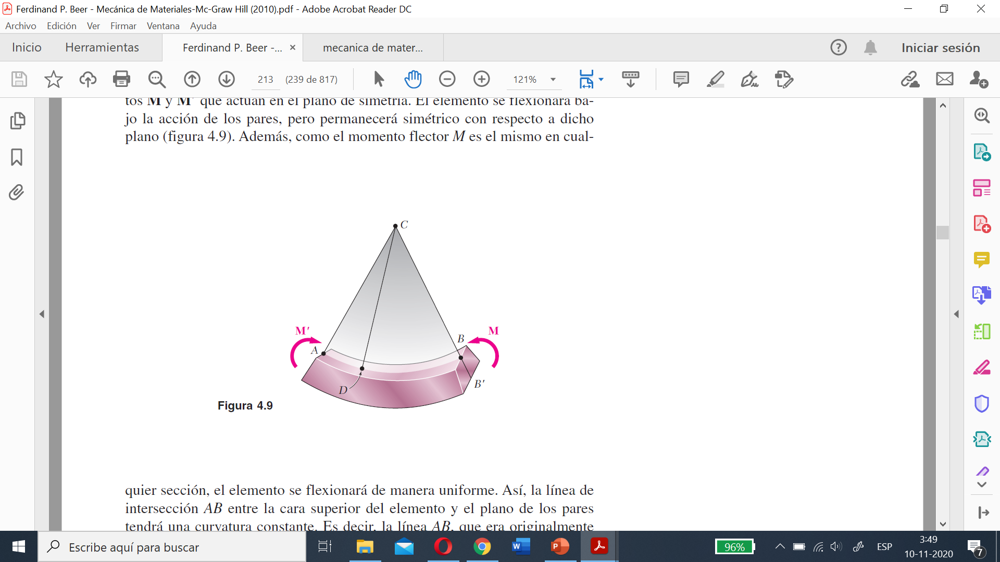 Ferdinand P. Beer - Mecánica de Materiales-Mc-Graw Hill (2010).pdf - Adobe Acrobat Reader DC
Archivo Edición Ver Firmar Ventana Ayuda
Inicio Herramientas Ferdinand P. Beer -... × mecanica de mater... ? Iniciar sesión
213 (239 de 817) 121%
tos M y M' que actúan en el plano de simetría. El elemento se flexionará ba-
jo la acción de los pares, pero permanecerá simétrico con respecto a dicho
plano (figura 4.9). Además, como el momento flector M es el mismo en cual-
C
M' M
B
A
D B'
Figura 4.9
quier sección, el elemento se flexionará de manera uniforme. Así, la línea de
intersección AB entre la cara superior del elemento y el plano de los pares
tendrá una curvatura constante. Es decir, la línea AB, que era originalmente
Escribe aquí para buscar
W P 96% ESP 3:49
10-11-2020 7